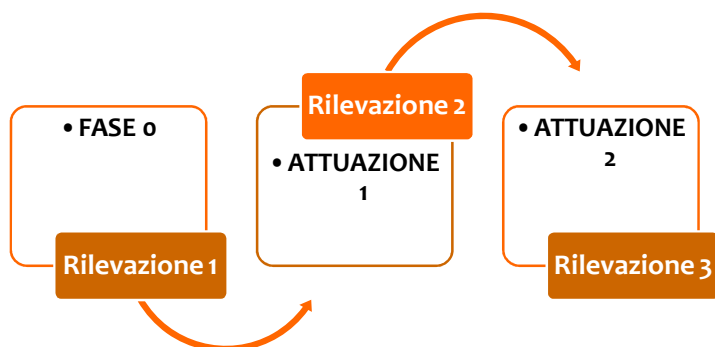 • FASE 0
Rilevazione 1
Rilevazione 2
• ATTUAZIONE
1
• ATTUAZIONE
2
Rilevazione 3